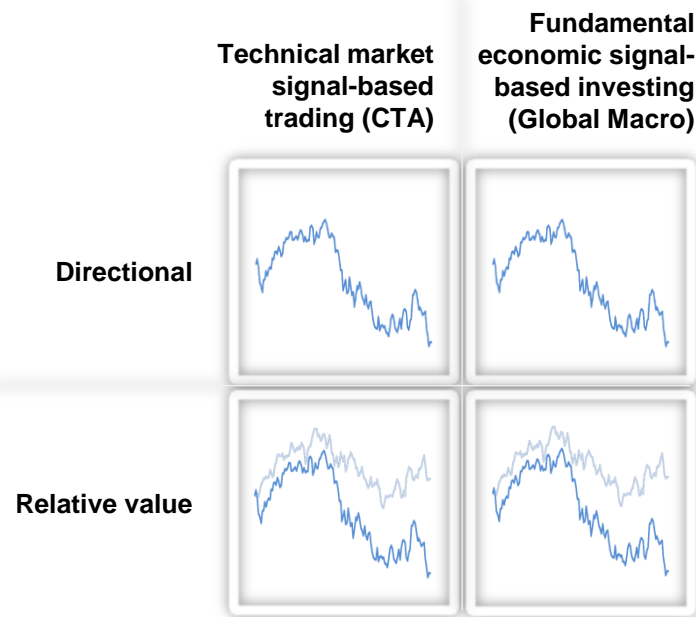 Technical market
signal-based
trading (CTA)
Fundamental
economic signal-
based investing
(Global Macro)
Directional
Relative value